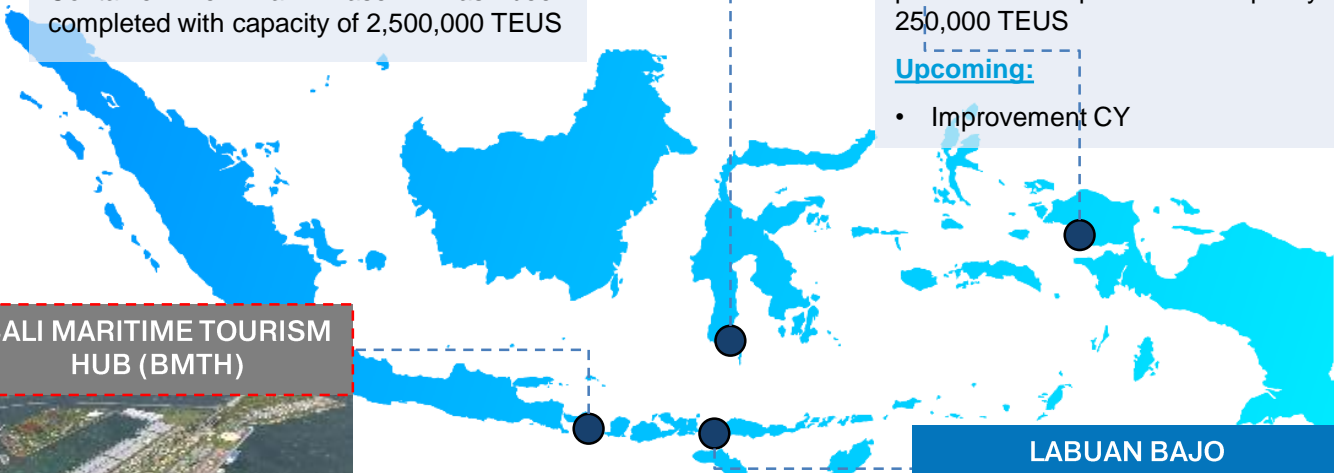 completed with capacity of 2,500,000 TEUS
250,000 TEUS
Upcoming:
• Improvement CY
BALI MARITIME TOURISM
HUB (BMTH)
LABUAN BAJO